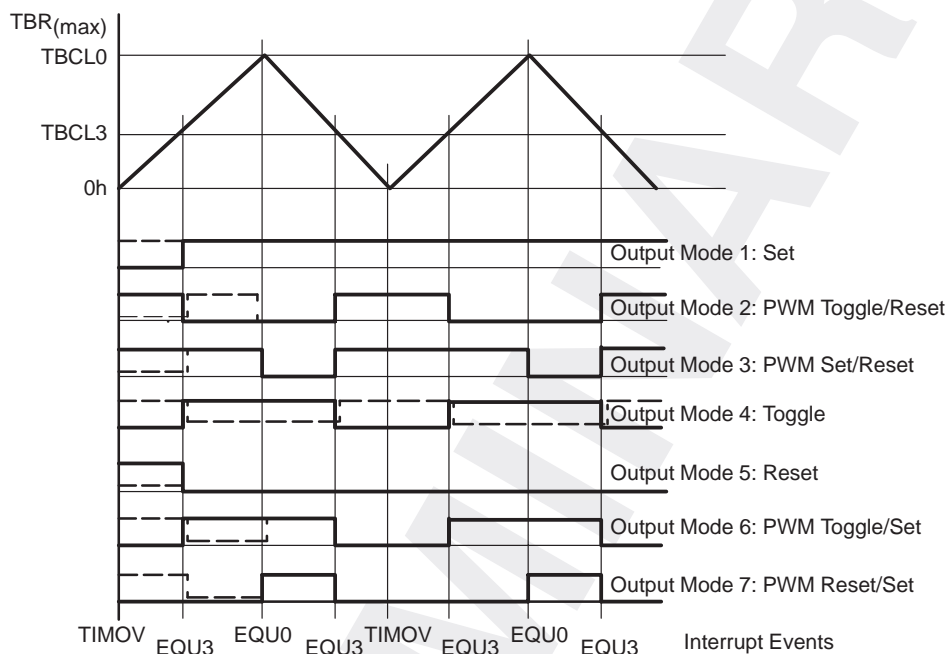 TBR(max)
TBCL0
TBCL3
0h
Output Mode 1: Set
Output Mode 2: PWM Toggle/Reset
Output Mode 3: PWM Set/Reset
Output Mode 4: Toggle
Output Mode 5: Reset
Output Mode 6: PWM Toggle/Set
Output Mode 7: PWM Reset/Set
TIMOV EQU3 EQU0 EQU3 TIMOV EQU3 EQU0 EQU3 Interrupt Events
MINAR